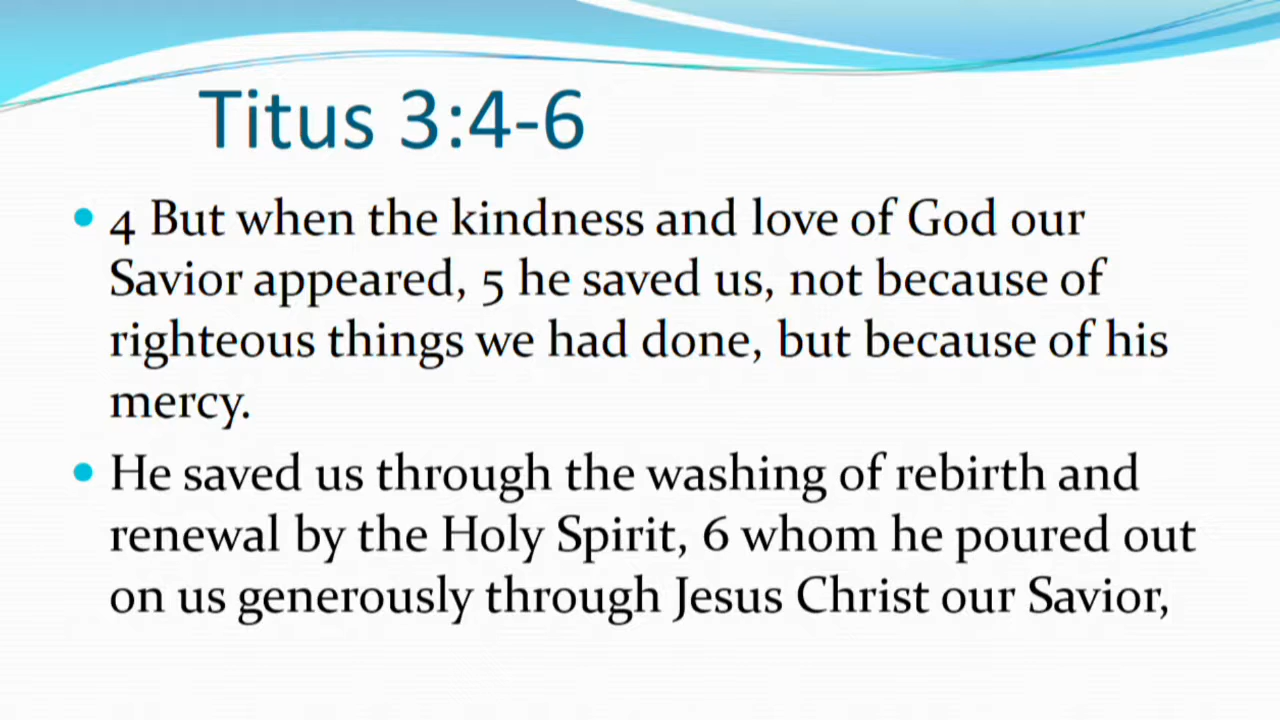 Titus 3:4-6
• 4 But when the kindness and love of God our
Savior appeared, 5 he saved us, not because of
righteous things we had done, but because of his
mercy.
• He saved us through the washing of rebirth and
renewal by the Holy Spirit, 6 whom he poured out
on us generously through Jesus Christ our Savior,